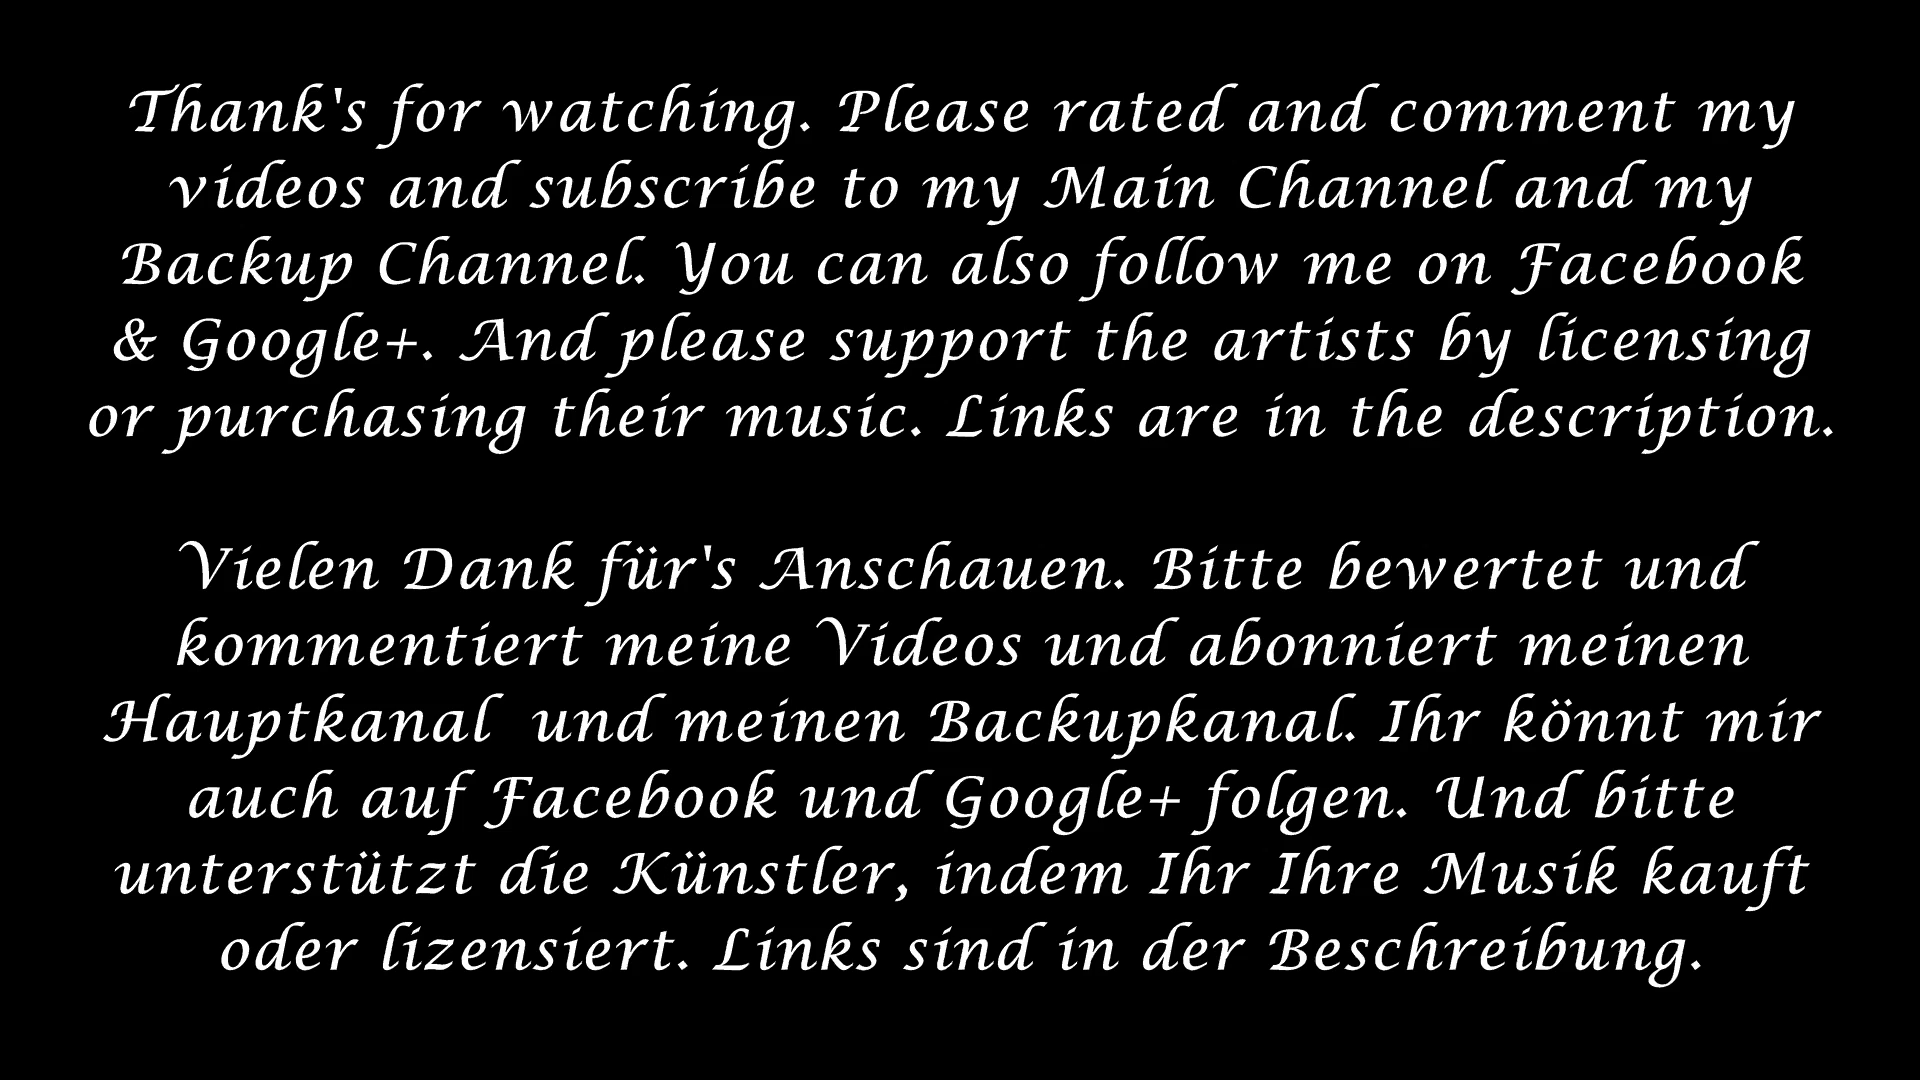 Thank's for watching. Please rated and comment my
videos and subscribe to my Main Channel and my
Backup Channel. You can also follow me on Facebook
& Google+. And please support the artists by licensing
or purchasing their music. Links are in the description.
Vielen Dank für's Anschauen. Bitte bewertet und
kommentiert meine Videos und abonniert meinen
Hauptkanal  und meinen Backupkanal. Ihr könnt mir
auch auf Facebook und Google+ folgen. Und bitte
unterstützt die Künstler, indem Ihr Ihre Musik kauft
oder lizensiert. Links sind in der Beschreibung.